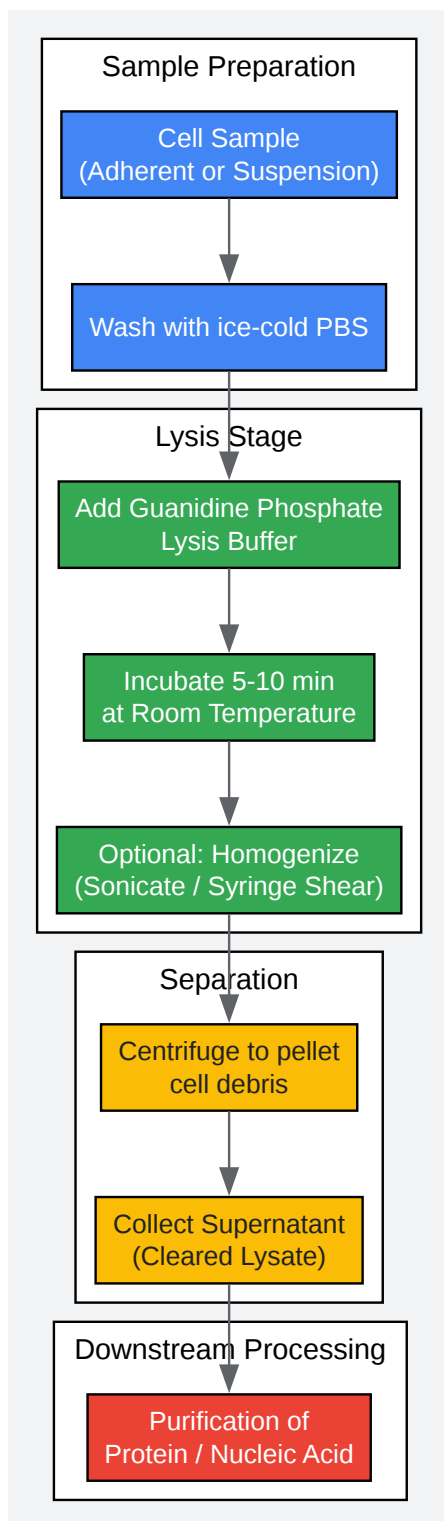 Sample Preparation
Cell Sample
(Adherent or Suspension)
Wash with ice-cold PBS
Lysis Stage
Add Guanidine Phosphate
Lysis Buffer
Incubate 5-10 min
at Room Temperature
Optional: Homogenize
(Sonicate / Syringe Shear)
Separation
Centrifuge to pellet
cell debris
Collect Supernatant
(Cleared Lysate)
Downstream Processing
Purification of
Protein / Nucleic Acid